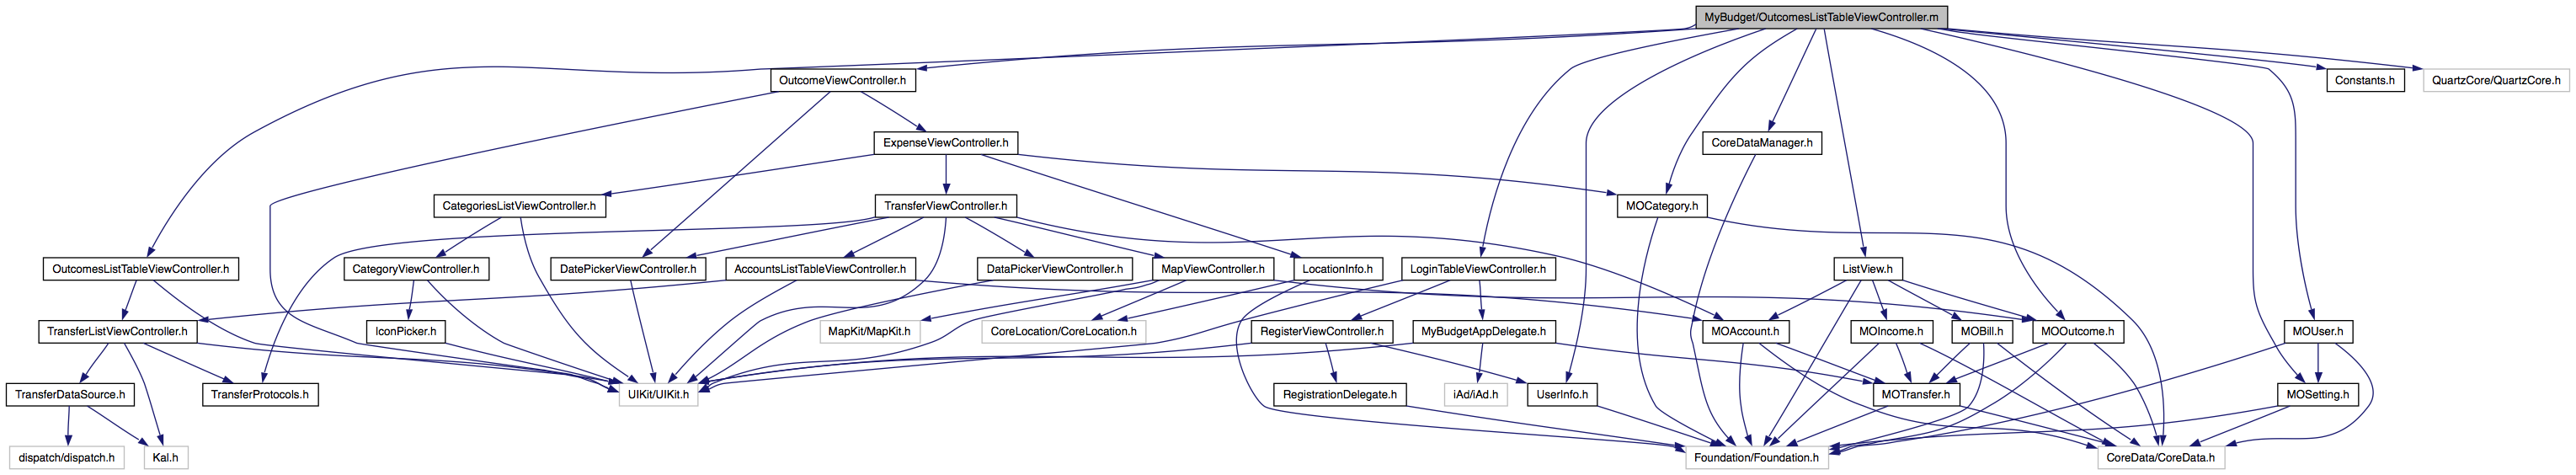 MyBudget/OutcomesListTableViewController.m
OutcomeViewController.h
Constants.h
QuartzCore/QuartzCore.h
ExpenseViewController.h
CoreDataManager.h
CategoriesListViewController.h
TransferViewController.h
MOCategory.h
OutcomesListTableViewController.h
CategoryViewController.h
DatePickerViewController.h
AccountsListTableViewController.h
DataPickerViewController.h
MapViewController.h
LocationInfo.h
LoginTableViewController.h
ListView.h
TransferListViewController.h
IconPicker.h
MapKit/MapKit.h
CoreLocation/CoreLocation.h
RegisterViewController.h
MyBudgetAppDelegate.h
MOAccount.h
MOIncome.h
MOBill.h
MOOutcome.h
MOUser.h
TransferDataSource.h
TransferProtocols.h
UIKit/UIKit.h
RegistrationDelegate.h
iAd/iAd.h
UserInfo.h
MOTransfer.h
MOSetting.h
dispatch/dispatch.h
Kal.h
Foundation/Foundation.h
CoreData/CoreData.h